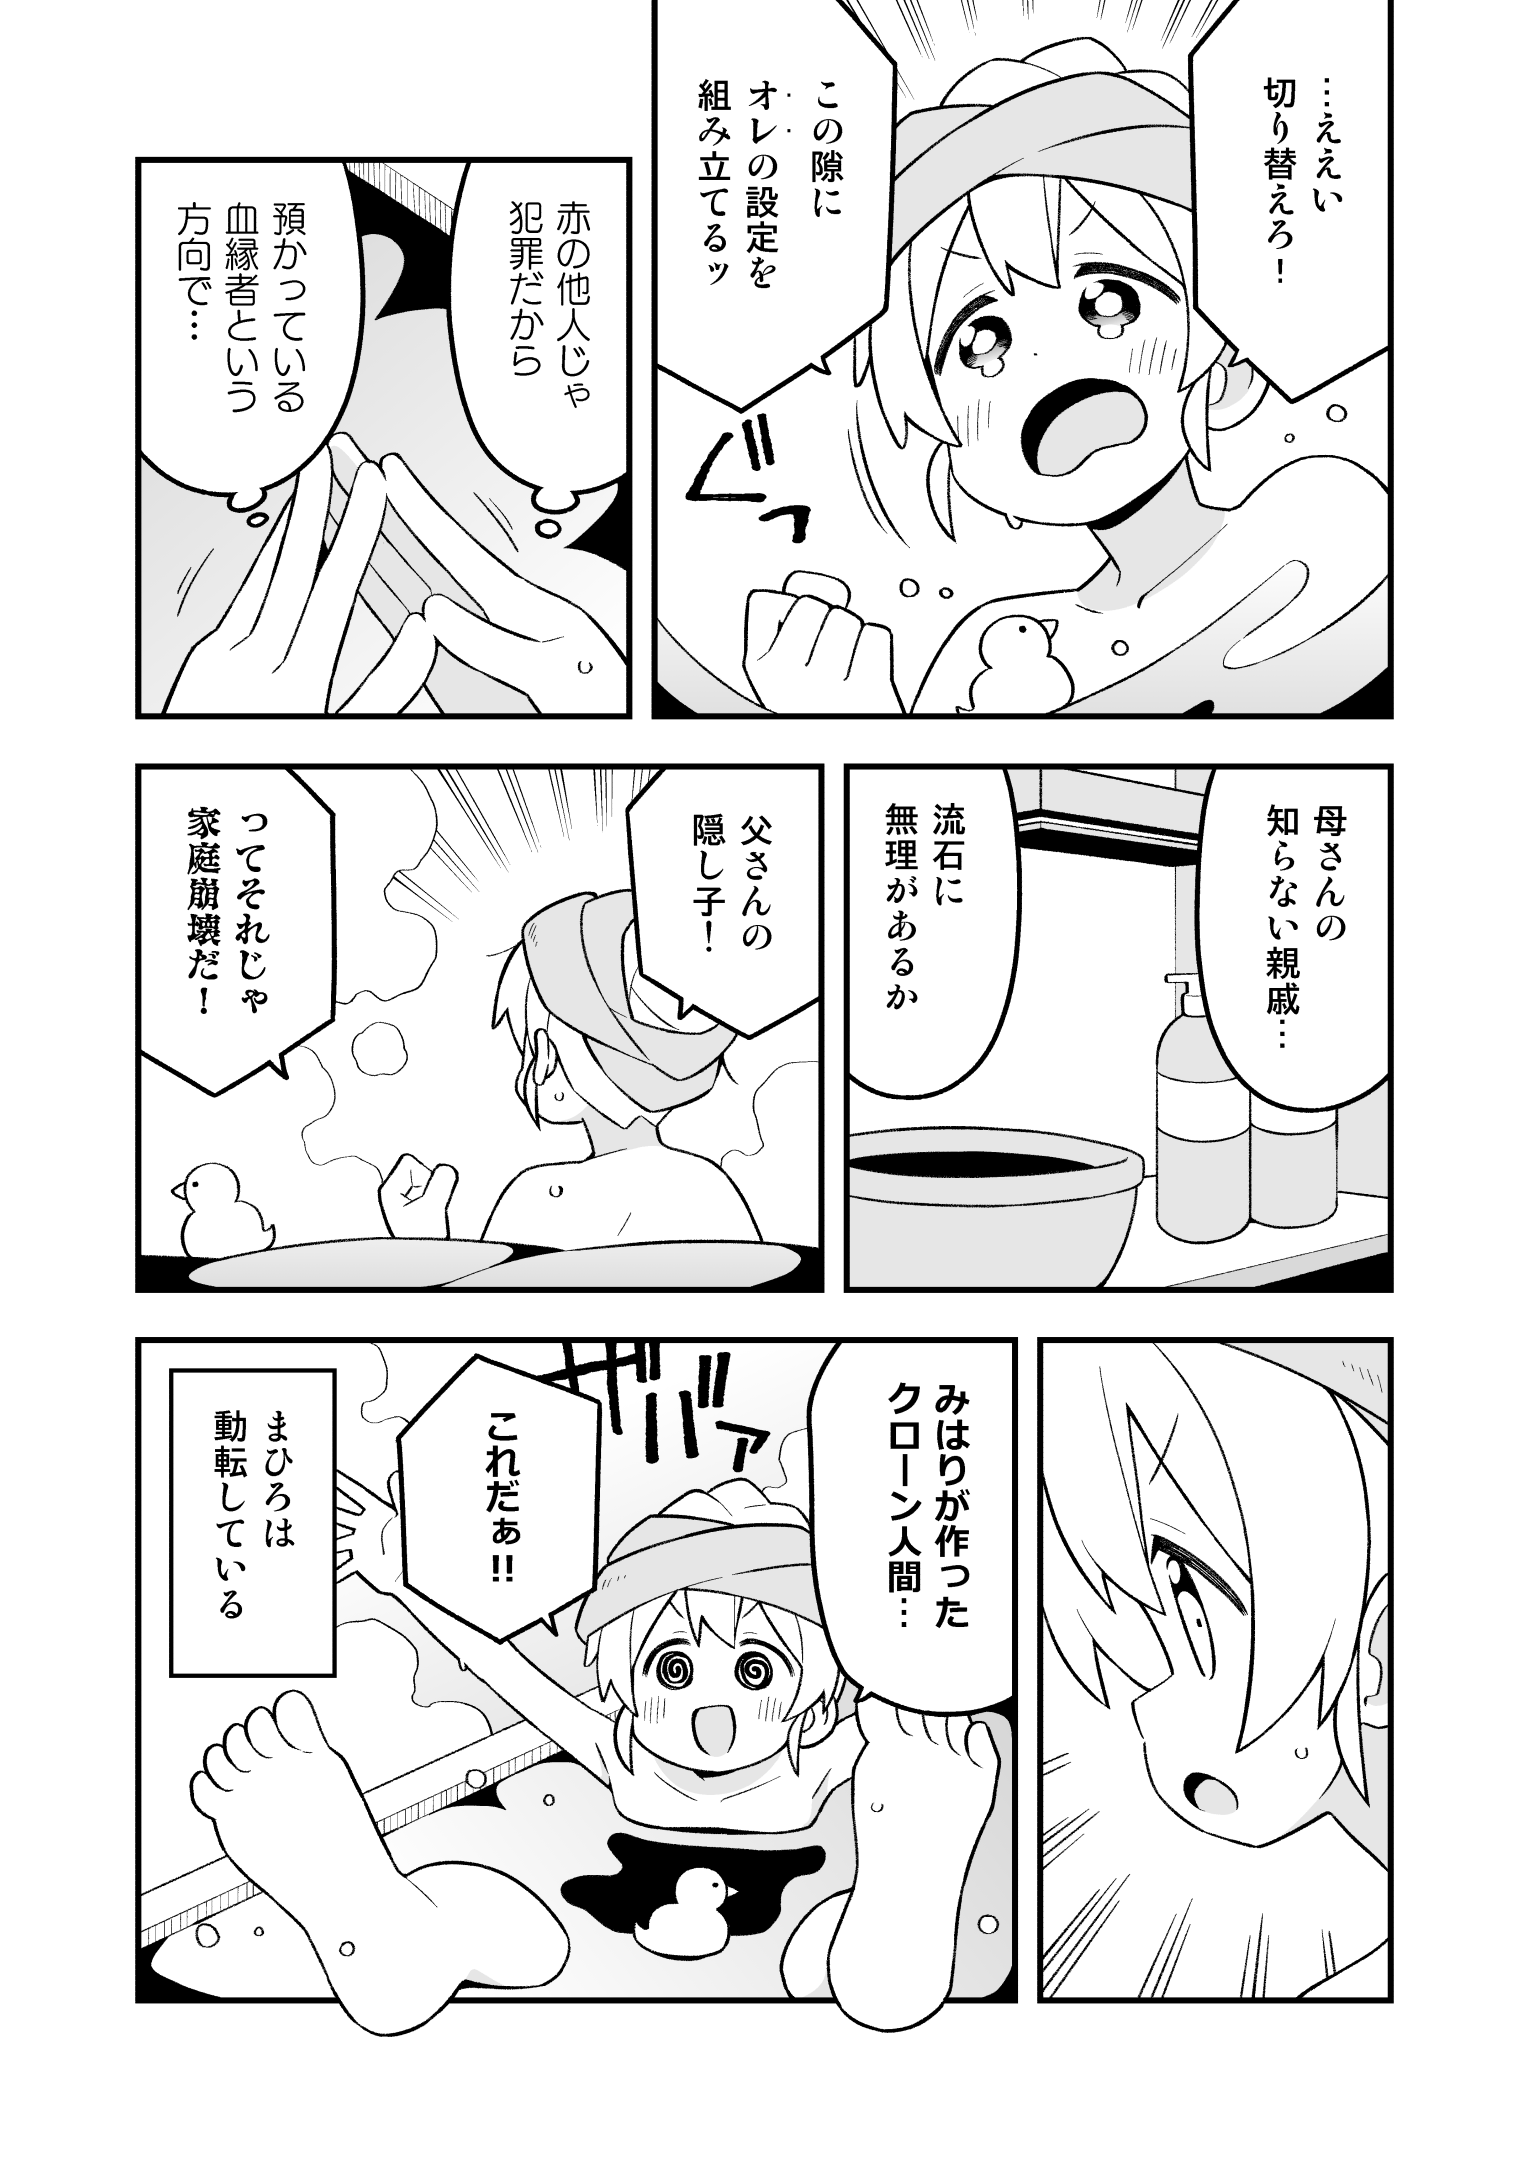 …ええい
切り替えろ！
この隙に
オレの設定を
組み立てるッ
ぐっ
赤の他人じゃ
犯罪だから
預かっている
血縁者という
方向で…
母さんの
知らない親戚…
流石に
無理があるか
父さんの
隠し子！
ってそれじゃ
家庭崩壊だ！
みはりが作った
クローン人間…
これだぁ!!
まひろは
動転している